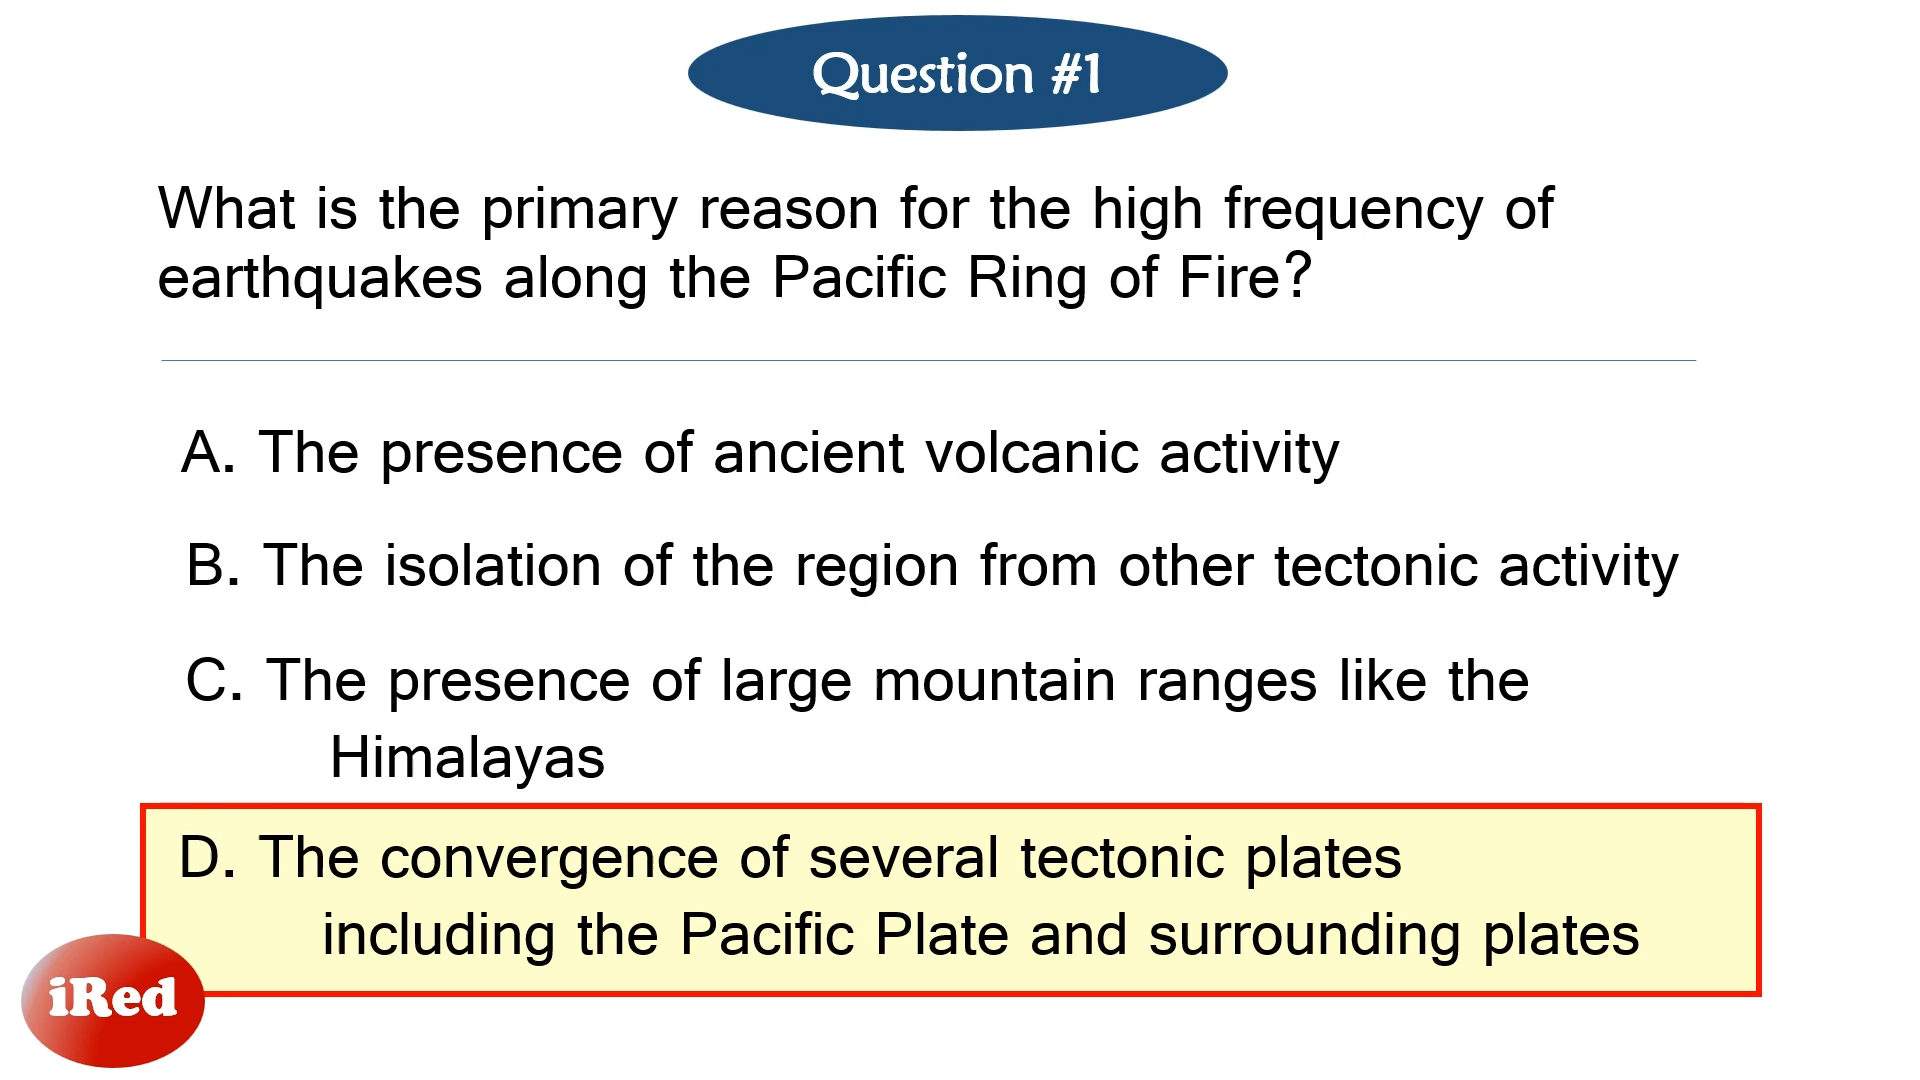 Question #1
What is the primary reason for the high frequency of
earthquakes along the Pacific Ring of Fire?
A. The presence of ancient volcanic activity
B. The isolation of the region from other tectonic activity
C. The presence of large mountain ranges like the
Himalayas
D. The convergence of several tectonic plates
including the Pacific Plate and surrounding plates
iRed